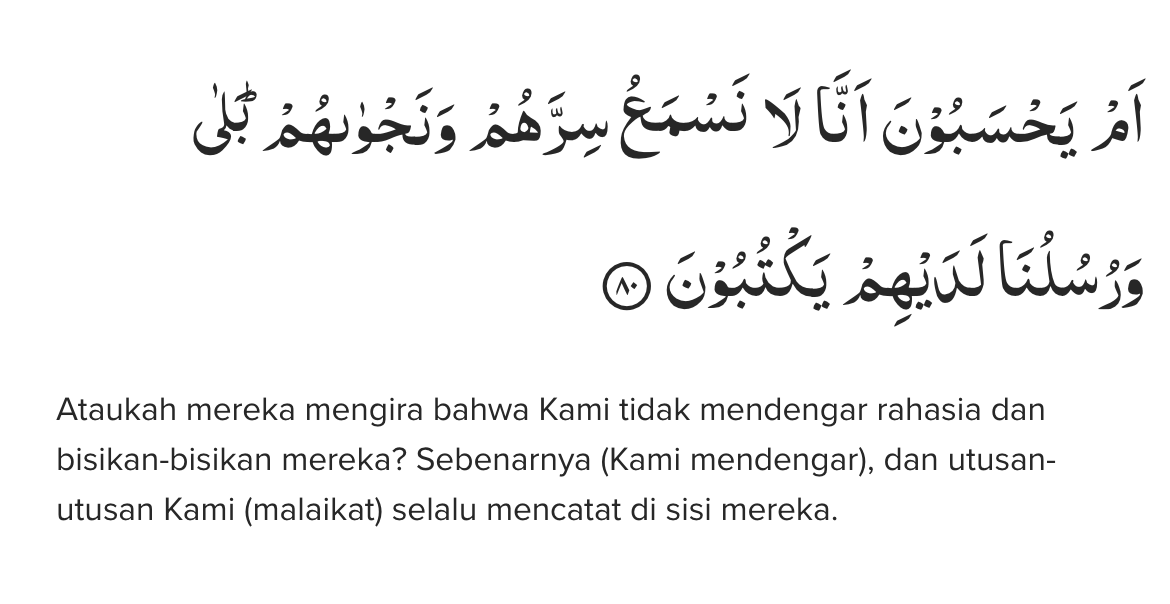 اَمْ يَحْسَبُوْنَ اَنَّا لَا نَسْمَعُ سِرَّهُمْ وَنَجْوٰىهُمْ ۗ بَلٰى
وَرُسُلُنَا لَدَيْهِمْ يَكْتُبُوْنَ ٨٠
Ataukah mereka mengira bahwa Kami tidak mendengar rahasia dan
bisikan-bisikan mereka? Sebenarnya (Kami mendengar), dan utusan-
utusan Kami (malaikat) selalu mencatat di sisi mereka.